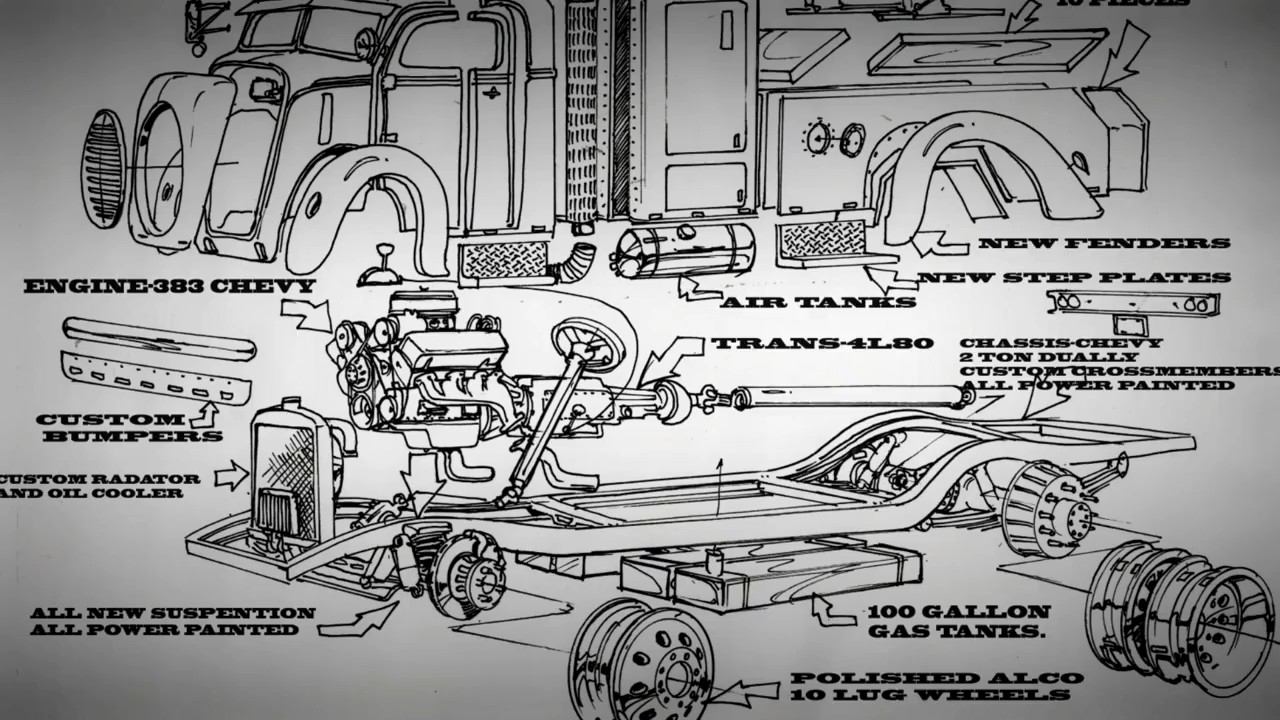 10 PIECES
NEW FENDERS
NEW STEP PLATES
ENGINE-383 CHEVY
AIR TANKS
TRANS-4L80
CHASSIS-CHEVY
2 TON DUALLY
CUSTOM CROSSMEMBERS
ALL POWER PAINTED
CUSTOM
BUMPERS
CUSTOM RADATOR
AND OIL COOLER
ALL NEW SUSPENTION
ALL POWER PAINTED
100 GALLON
GAS TANKS.
POLISHED ALCO
10 LUG WHEELS